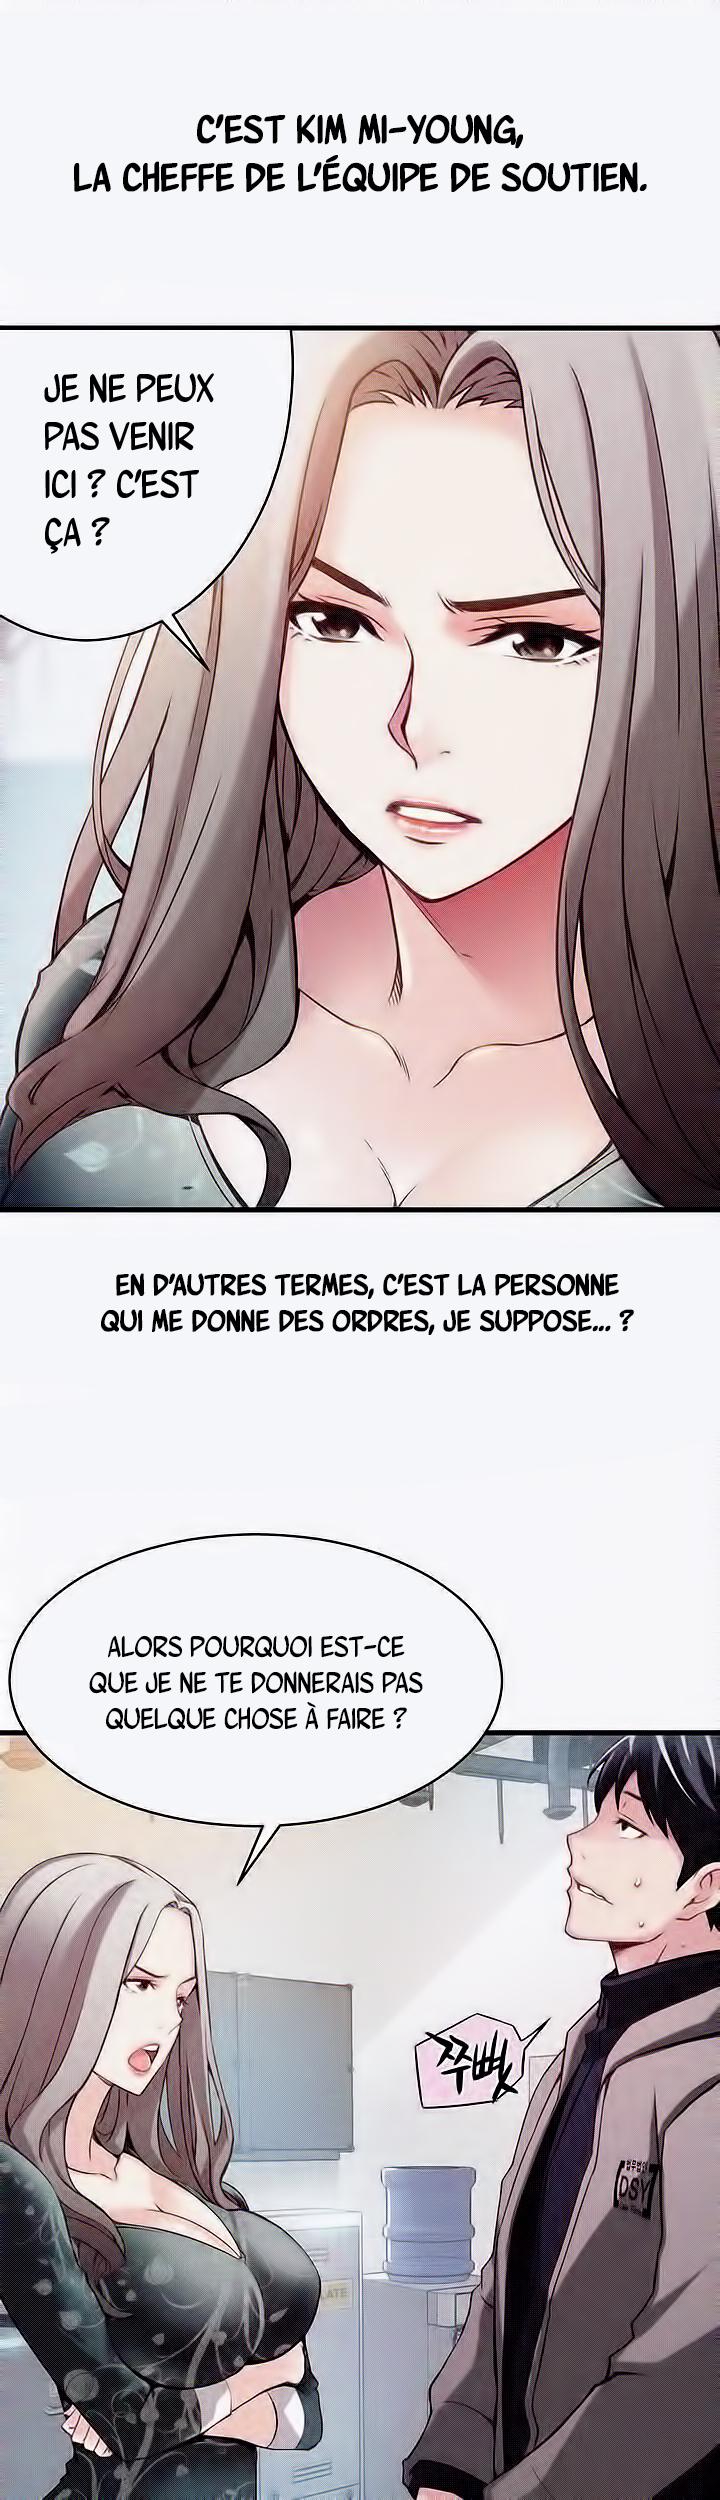 C'EST KIM MI-YOUNG,
LA CHEFFE DE L'ÉQUIPE DE SOUTIEN.
JE NE PEUX
PAS VENIR
ICI ? C'EST
ÇA ?
EN D'AUTRES TERMES, C'EST LA PERSONNE
QUI ME DONNE DES ORDRES, JE SUPPOSE... ?
ALORS POURQUOI EST-CE
QUE JE NE TE DONNERAIS PAS
QUELQUE CHOSE À FAIRE ?
쭈뼛
DSY
LATE